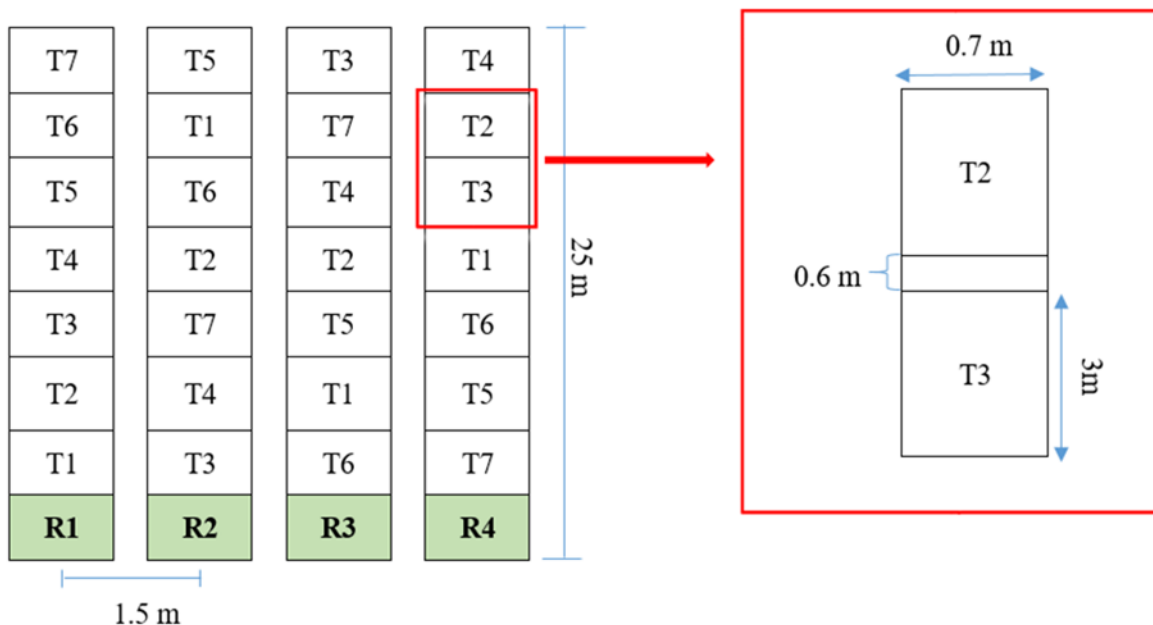 T7 T5 T3 T4
T6 T1 T7 T2
T5 T6 T4 T3
T4 T2 T2 T1
T3 T7 T5 T6
T2 T4 T1 T5
T1 T3 T6 T7
R1 R2 R3 R4
1.5 m
25 m
0.7 m
T2
0.6 m
T3
3m